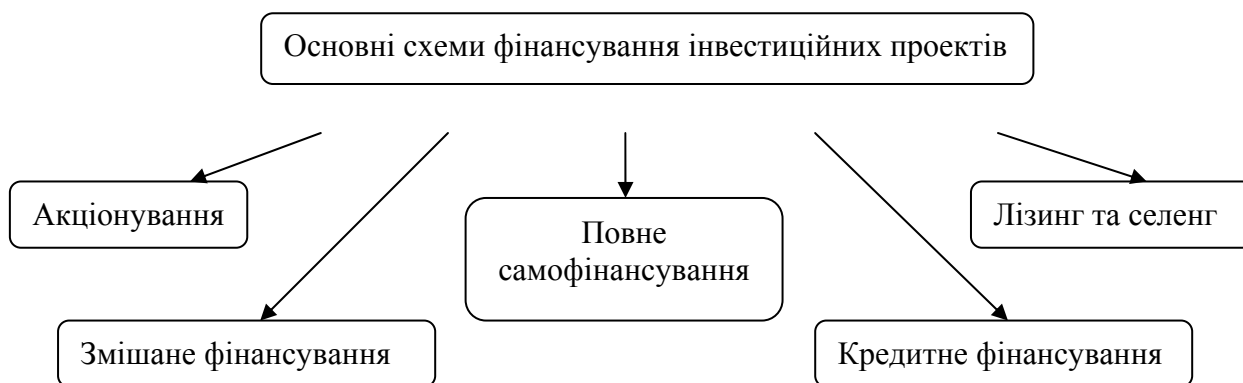 Основні схеми фінансування інвестиційних проектів
Акціонування
Повне
самофінансування
Лізинг та селенг
Змішане фінансування
Кредитне фінансування